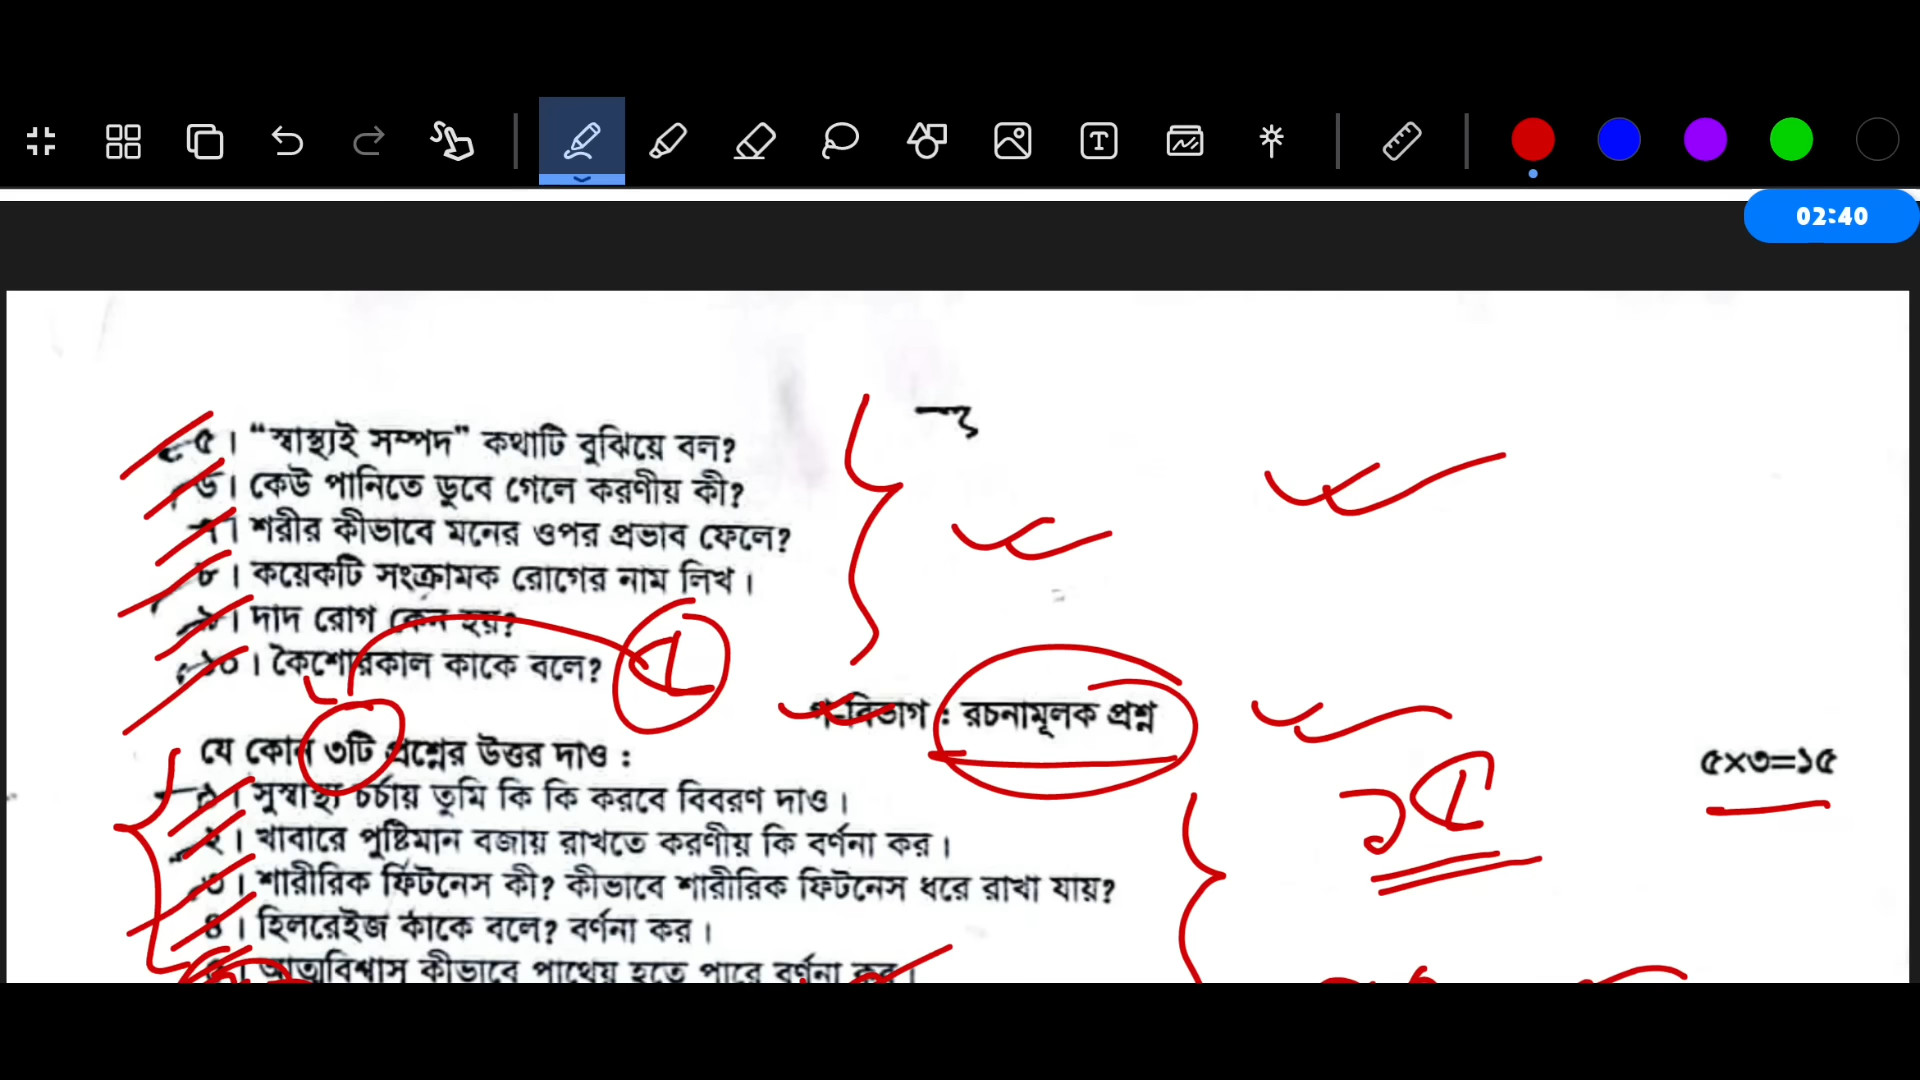 02:40
৫। “স্বাস্থ্যই সম্পদ” কথাটি বুঝিয়ে বল?
৬। কেউ পানিতে ডুবে গেলে করণীয় কী?
৭। শরীর কীভাবে মনের ওপর প্রভাব ফেলে?
৮। কয়েকটি সংক্রামক রোগের নাম লিখ।
৯। দাদ রোগ কেন হয়?
১০। কৈশোরকাল কাকে বলে?
৫
গ-বিভাগ : রচনামূলক প্রশ্ন
যে কোন ৩টি প্রশ্নের উত্তর দাও :
৫×৩=১৫
১৫
১। সুস্বাস্থ্য চর্চায় তুমি কি কি করবে বিবরণ দাও।
২। খাবারে পুষ্টিমান বজায় রাখতে করণীয় কি বর্ণনা কর।
৩। শারীরিক ফিটনেস কী? কীভাবে শারীরিক ফিটনেস ধরে রাখা যায়?
৪। হিলরেইজ কাকে বলে? বর্ণনা কর।
৫। আত্মবিশ্বাস কীভাবে পাথেয় হতে পারে বর্ণনা কর।